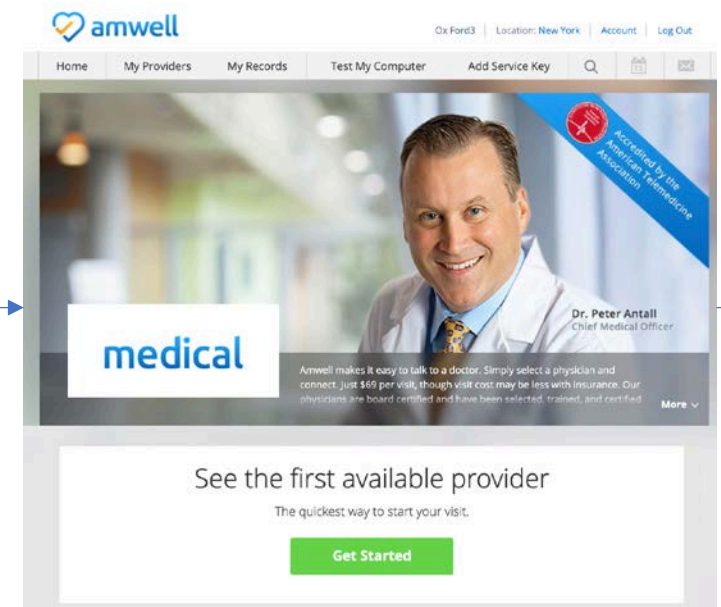 amwell
Ox Ford3 Location: New York Account Log Out
Home My Providers My Records Test My Computer Add Service Key
Accredited by the
American Telemedicine
Association
Dr. Peter Antall
Chief Medical Officer
medical
Amwell makes it easy to talk to a doctor. Simply select a physician and
connect. Just $69 per visit, though visit cost may be less with insurance. Our
physicians are board certified and have been selected, trained, and certified
More
See the first available provider
The quickest way to start your visit.
Get Started